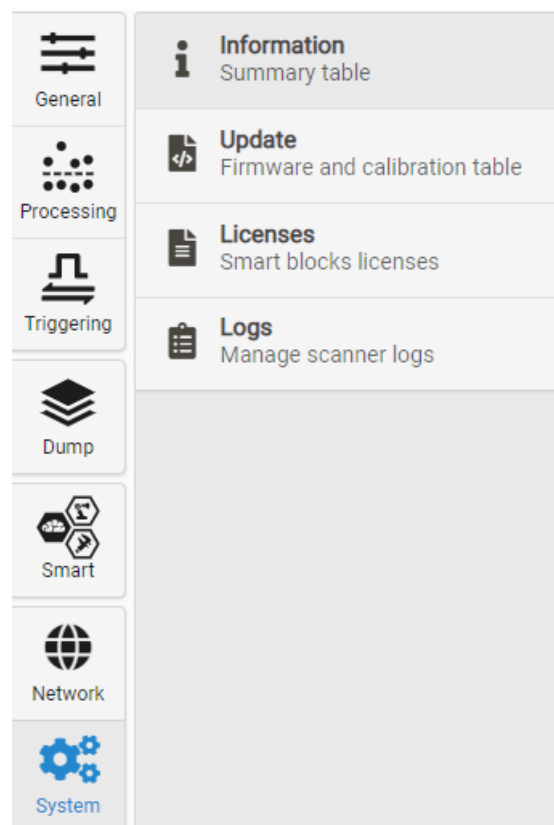 General
Processing
Triggering
Dump
Smart
Network
System
Information
Summary table
Update
Firmware and calibration table
Licenses
Smart blocks licenses
Logs
Manage scanner logs